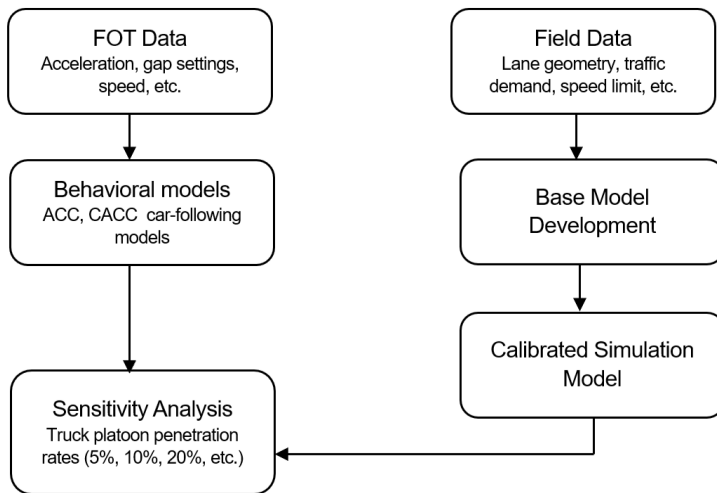 FOT Data
Acceleration, gap settings,
speed, etc.
Behavioral models
ACC, CACC car-following
models
Sensitivity Analysis
Truck platoon penetration
rates (5%, 10%, 20%, etc.)
Field Data
Lane geometry, traffic
demand, speed limit, etc.
Base Model
Development
Calibrated Simulation
Model